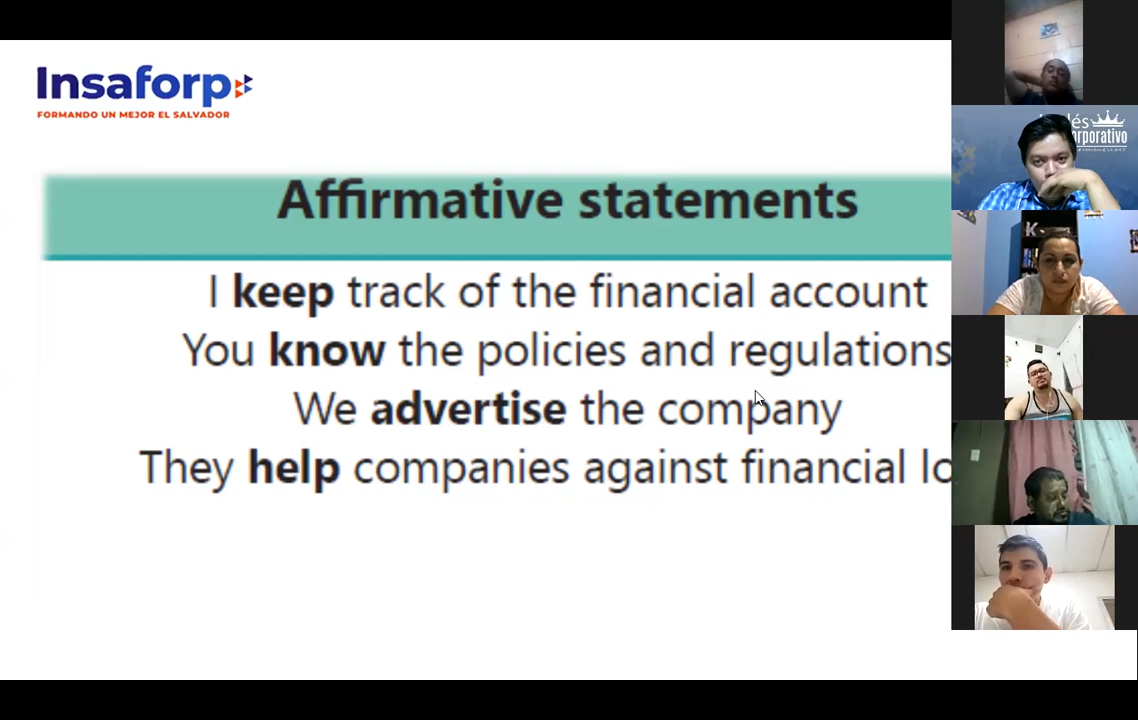 Insaforp
FORMANDO UN MEJOR EL SALVADOR
Affirmative statements
I keep track of the financial account
You know the policies and regulations
We advertise the company
They help companies against financial lo